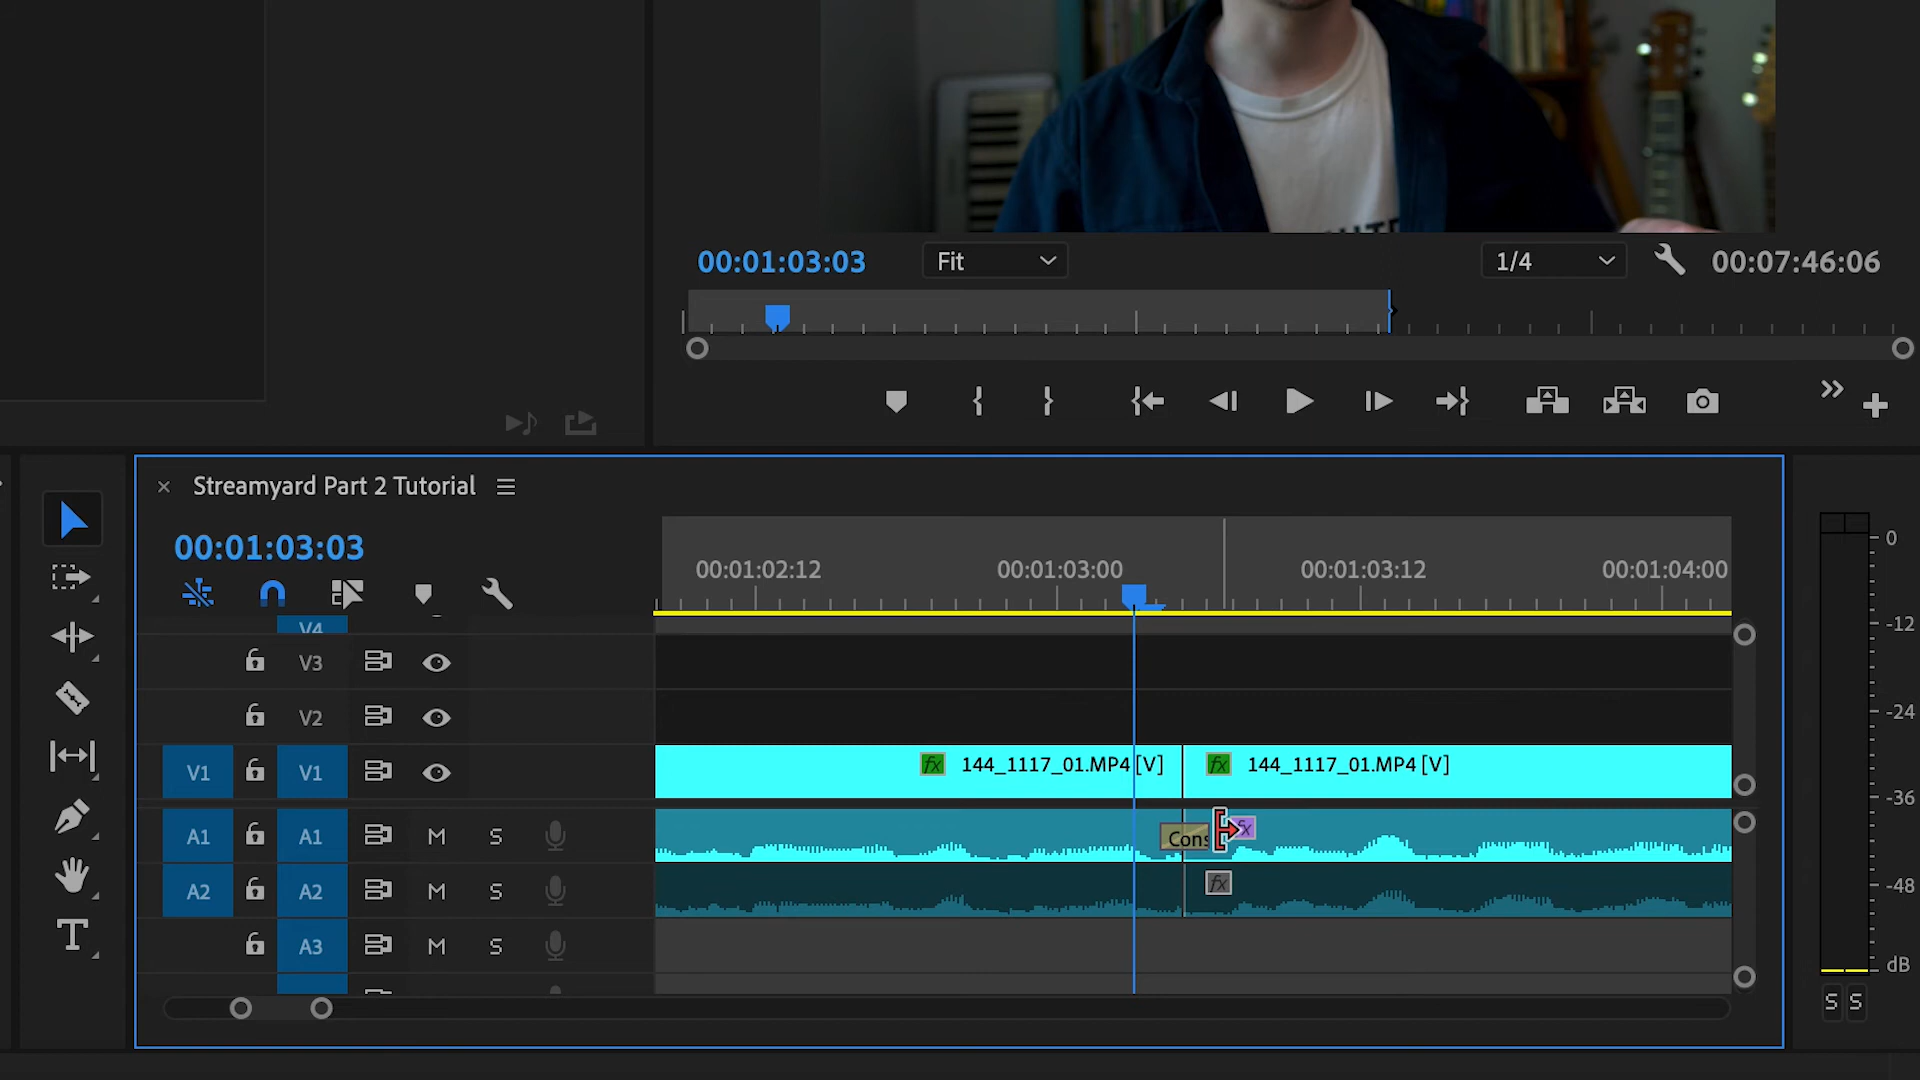 00:01:03:03
Fit
1/4
00:07:46:06
Streamyard Part 2 Tutorial
00:01:03:03
00:01:02:12
00:01:03:00
00:01:03:12
00:01:04:00
V4
V3
V2
V1
V1
fx
144_1117_01.MP4 [V]
fx
144_1117_01.MP4 [V]
A1
A1
M
S
Cons
fx
A2
A2
M
S
fx
A3
M
S
T
0
-12
-24
-36
-48
dB
S
S